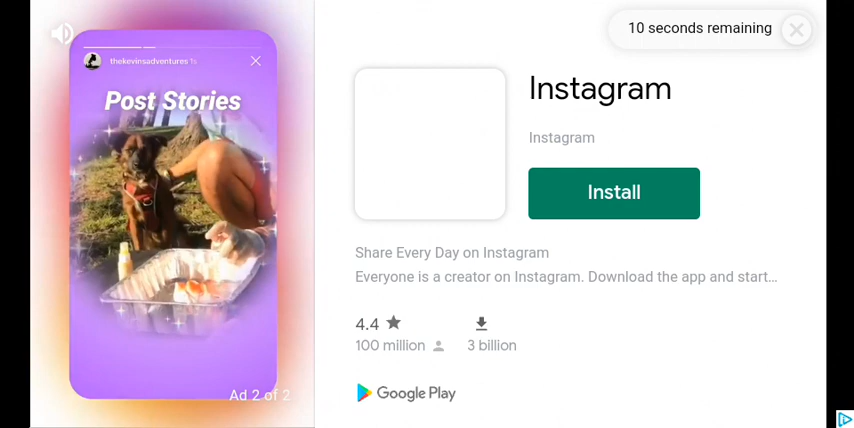 10 seconds remaining
thekevinsadventures 1s
Post Stories
Instagram
Instagram
Install
Share Every Day on Instagram
Everyone is a creator on Instagram. Download the app and start…
4.4
100 million
3 billion
Google Play
Ad 2 of 2